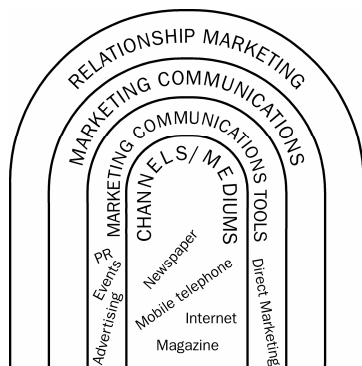 RELATIONSHIP MARKETING
MARKETING COMMUNICATIONS
MARKETING COMMUNICATIONS TOOLS
CHANNELS/MEDIUMS
PR
Events
Advertising
Newspaper
Mobile telephone
Internet
Magazine
Direct Marketing